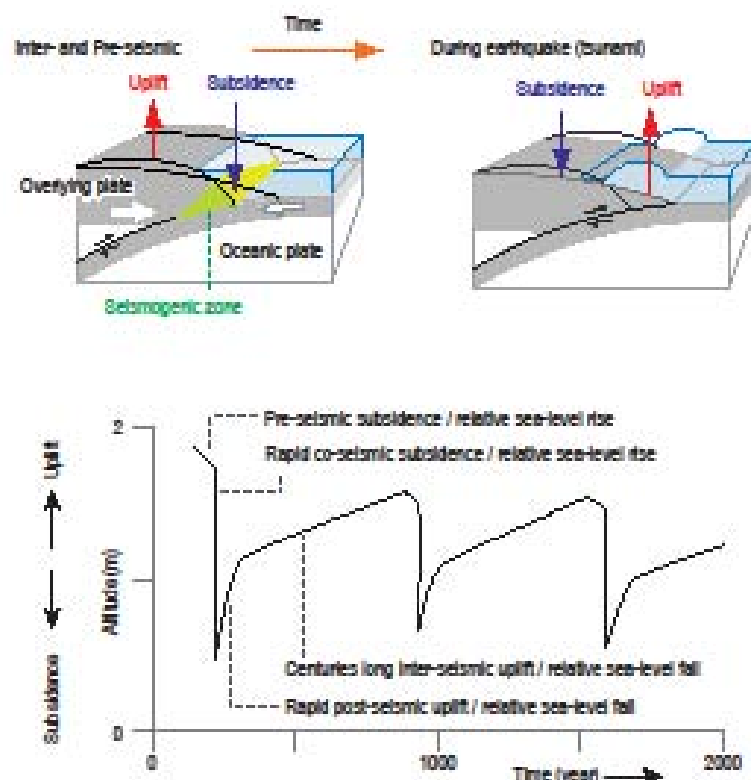 Time
Inter- and Pre-seismic
During earthquake (tsunami)
Uplift
Subsidence
Subsidence
Uplift
Overlying plate
Oceanic plate
Seismogenic zone
2
Pre-seismic subsidence / relative sea-level rise
Rapid co-seismic subsidence / relative sea-level rise
Uplift
Altitude (m)
Subsidence
Centuries long inter-seismic uplift / relative sea-level fall
Rapid post-seismic uplift / relative sea-level fall
0
0
1000
2000
Time (year)